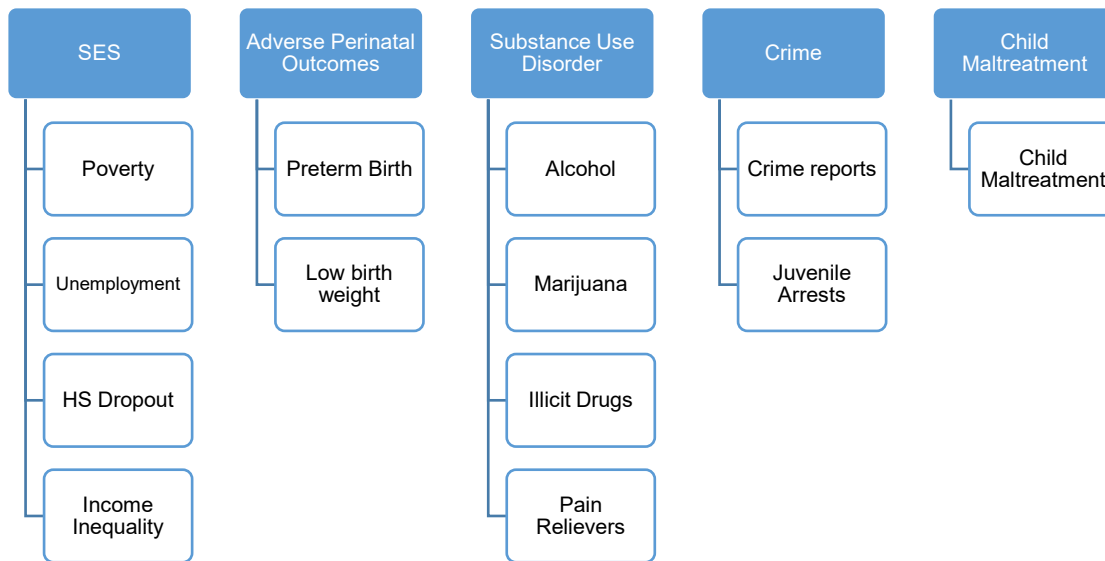 SES
Poverty
Unemployment
HS Dropout
Income
Inequality
Adverse Perinatal
Outcomes
Preterm Birth
Low birth
weight
Substance Use
Disorder
Alcohol
Marijuana
Illicit Drugs
Pain
Relievers
Crime
Crime reports
Juvenile
Arrests
Child
Maltreatment
Child
Maltreatment